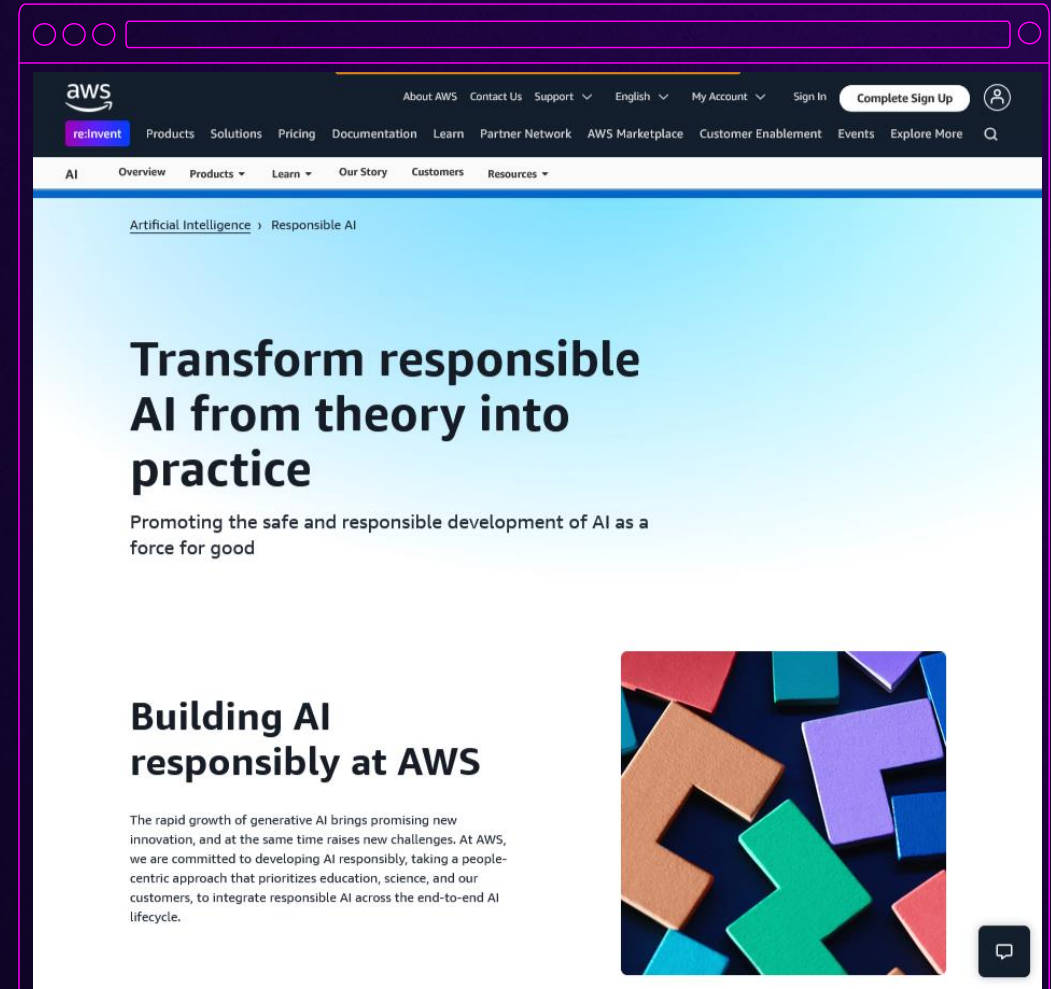 aws
About AWS Contact Us Support English My Account Sign In Complete Sign Up
re:Invent Products Solutions Pricing Documentation Learn Partner Network AWS Marketplace Customer Enablement Events Explore More
AI Overview Products Learn Our Story Customers Resources
Artificial Intelligence › Responsible AI
Transform responsible
AI from theory into
practice
Promoting the safe and responsible development of AI as a
force for good
Building AI
responsibly at AWS
The rapid growth of generative AI brings promising new
innovation, and at the same time raises new challenges. At AWS,
we are committed to developing AI responsibly, taking a people-
centric approach that prioritizes education, science, and our
customers, to integrate responsible AI across the end-to-end AI
lifecycle.